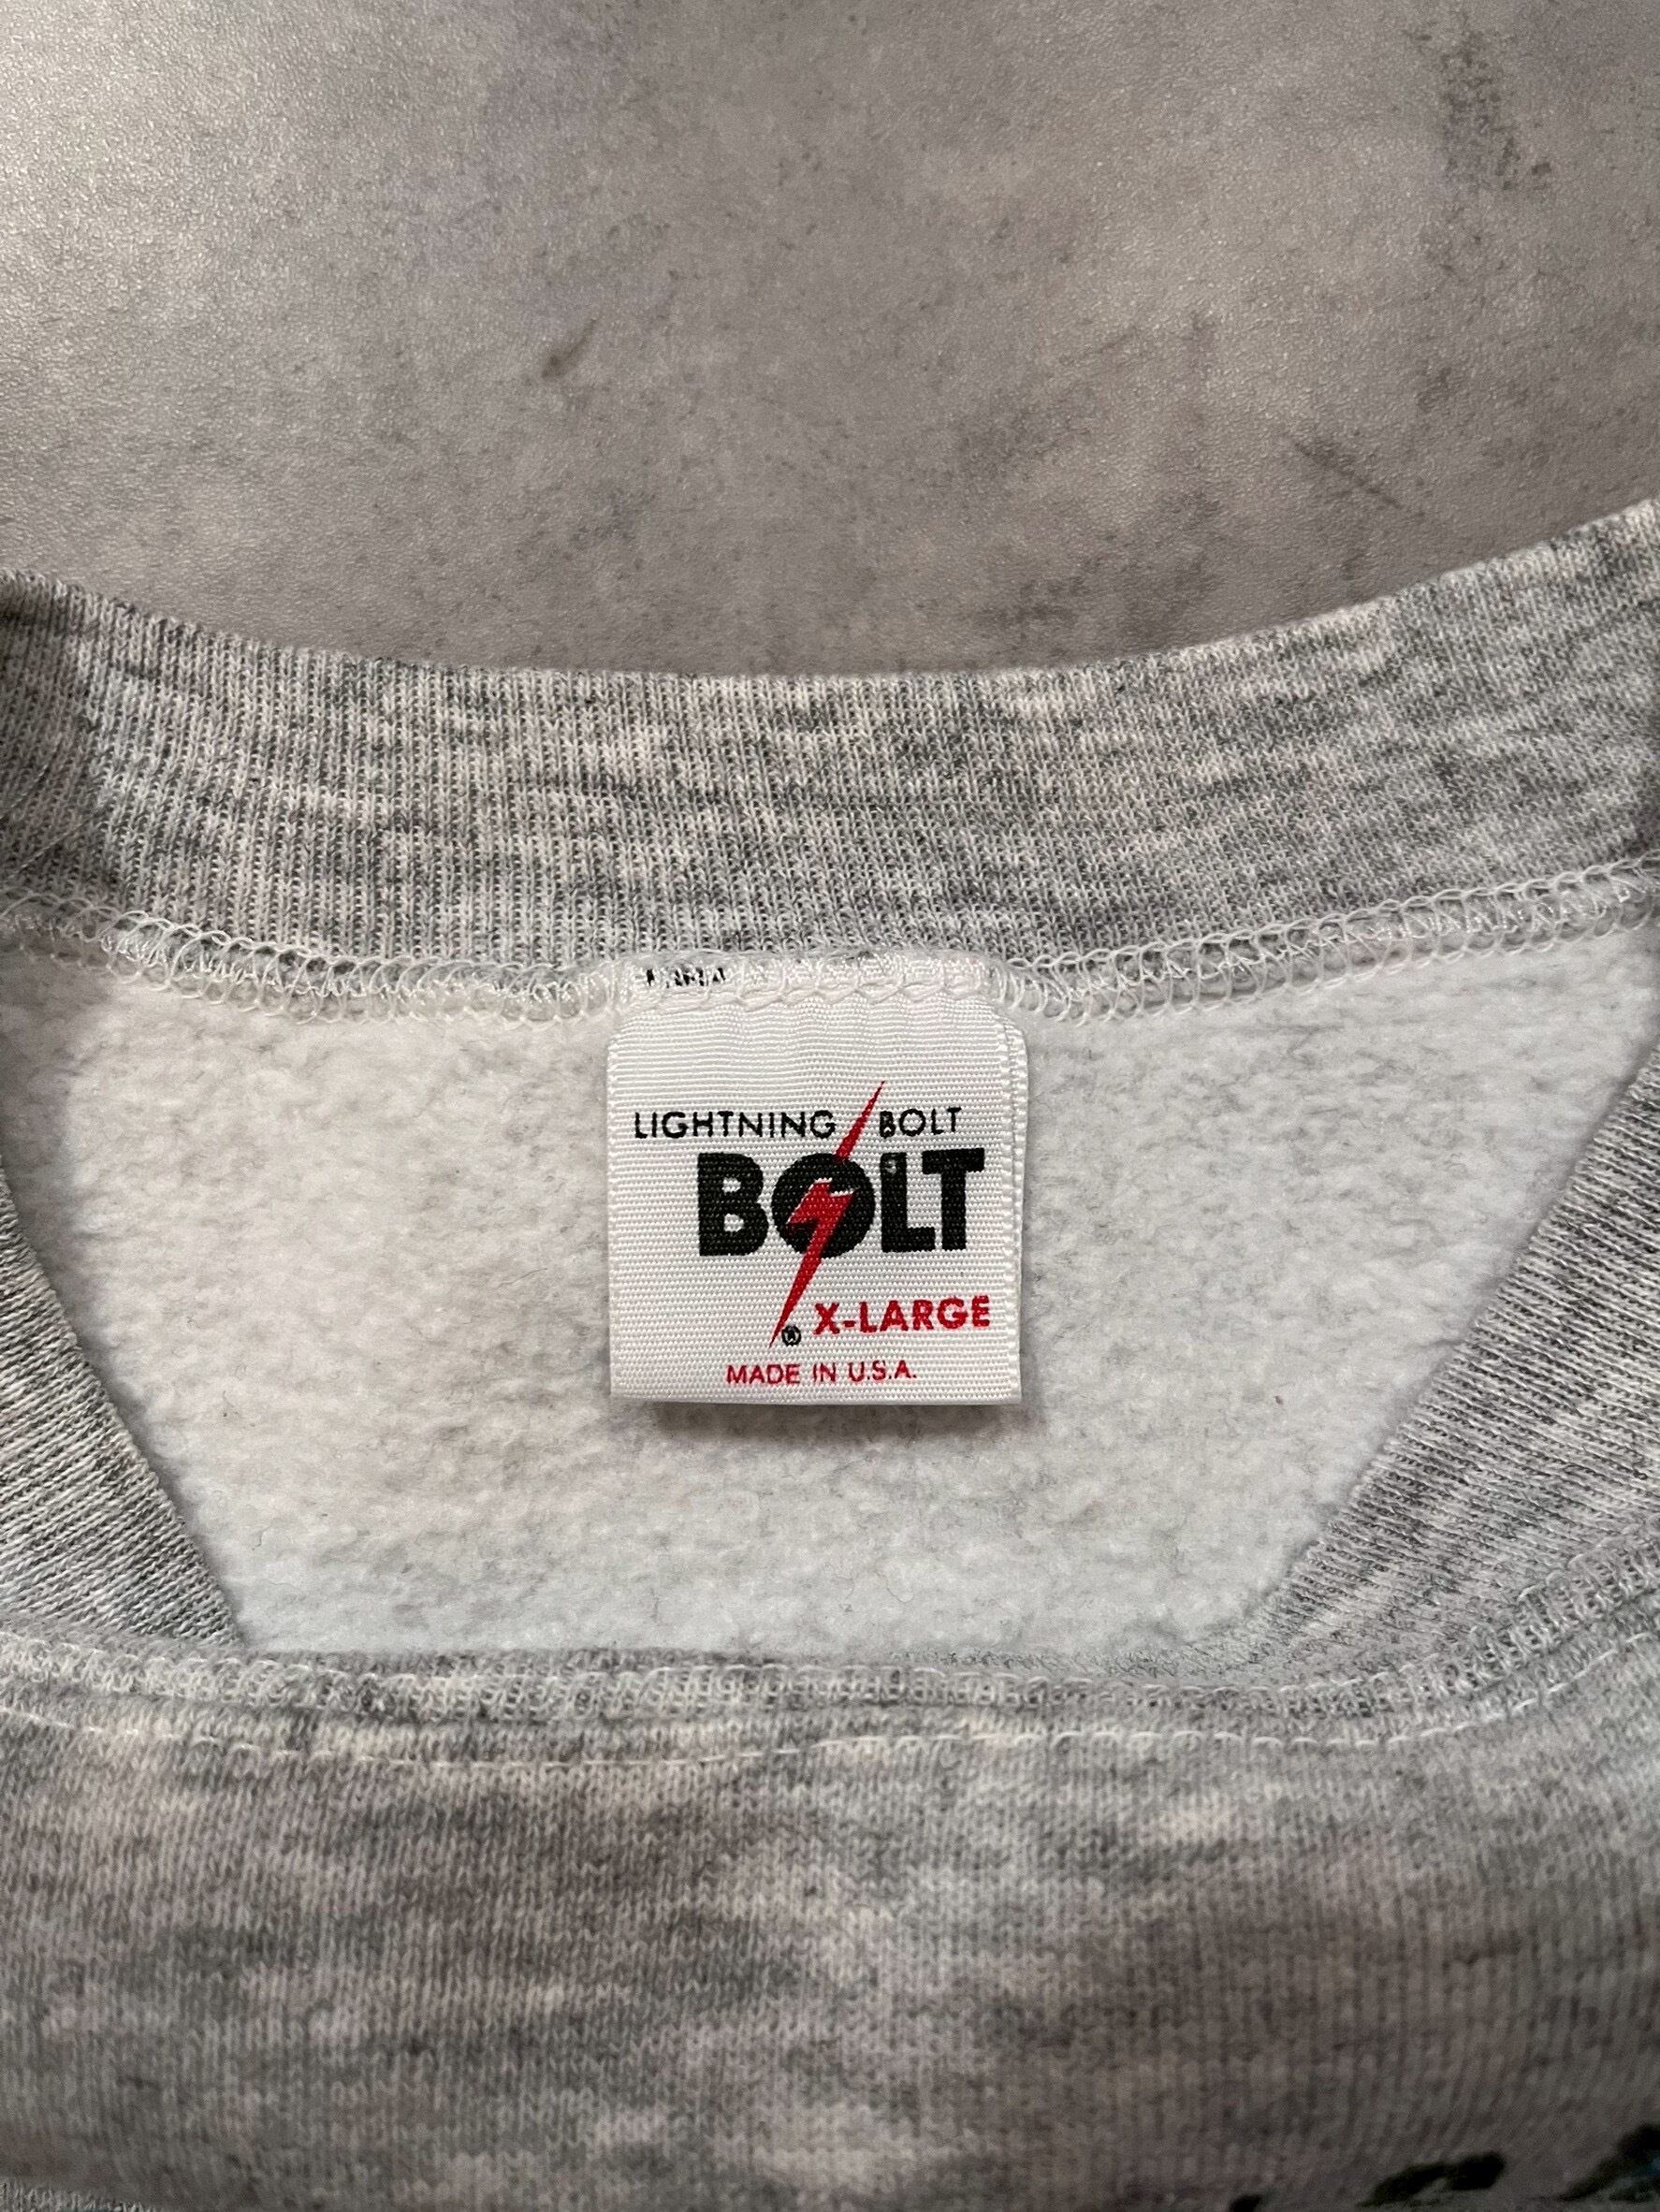 LIGHTNING BOLT
BOLT
® X-LARGE
MADE IN U.S.A.